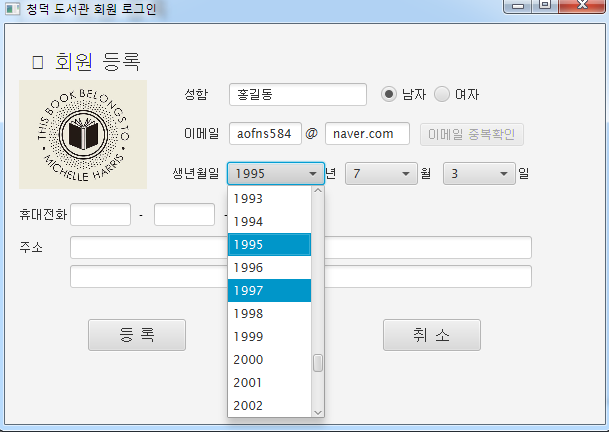 청덕 도서관 회원 로그인
회원 등록
THIS BOOK BELONGS TO
MICHELLE HARRIS
성함 홍길동 남자 여자
이메일 aofns584 @ naver.com 이메일 중복확인
생년월일 1995 년 7 월 3 일
휴대전화 - -
주소
1993
1994
1995
1996
1997
1998
1999
2000
2001
2002
등 록 취 소